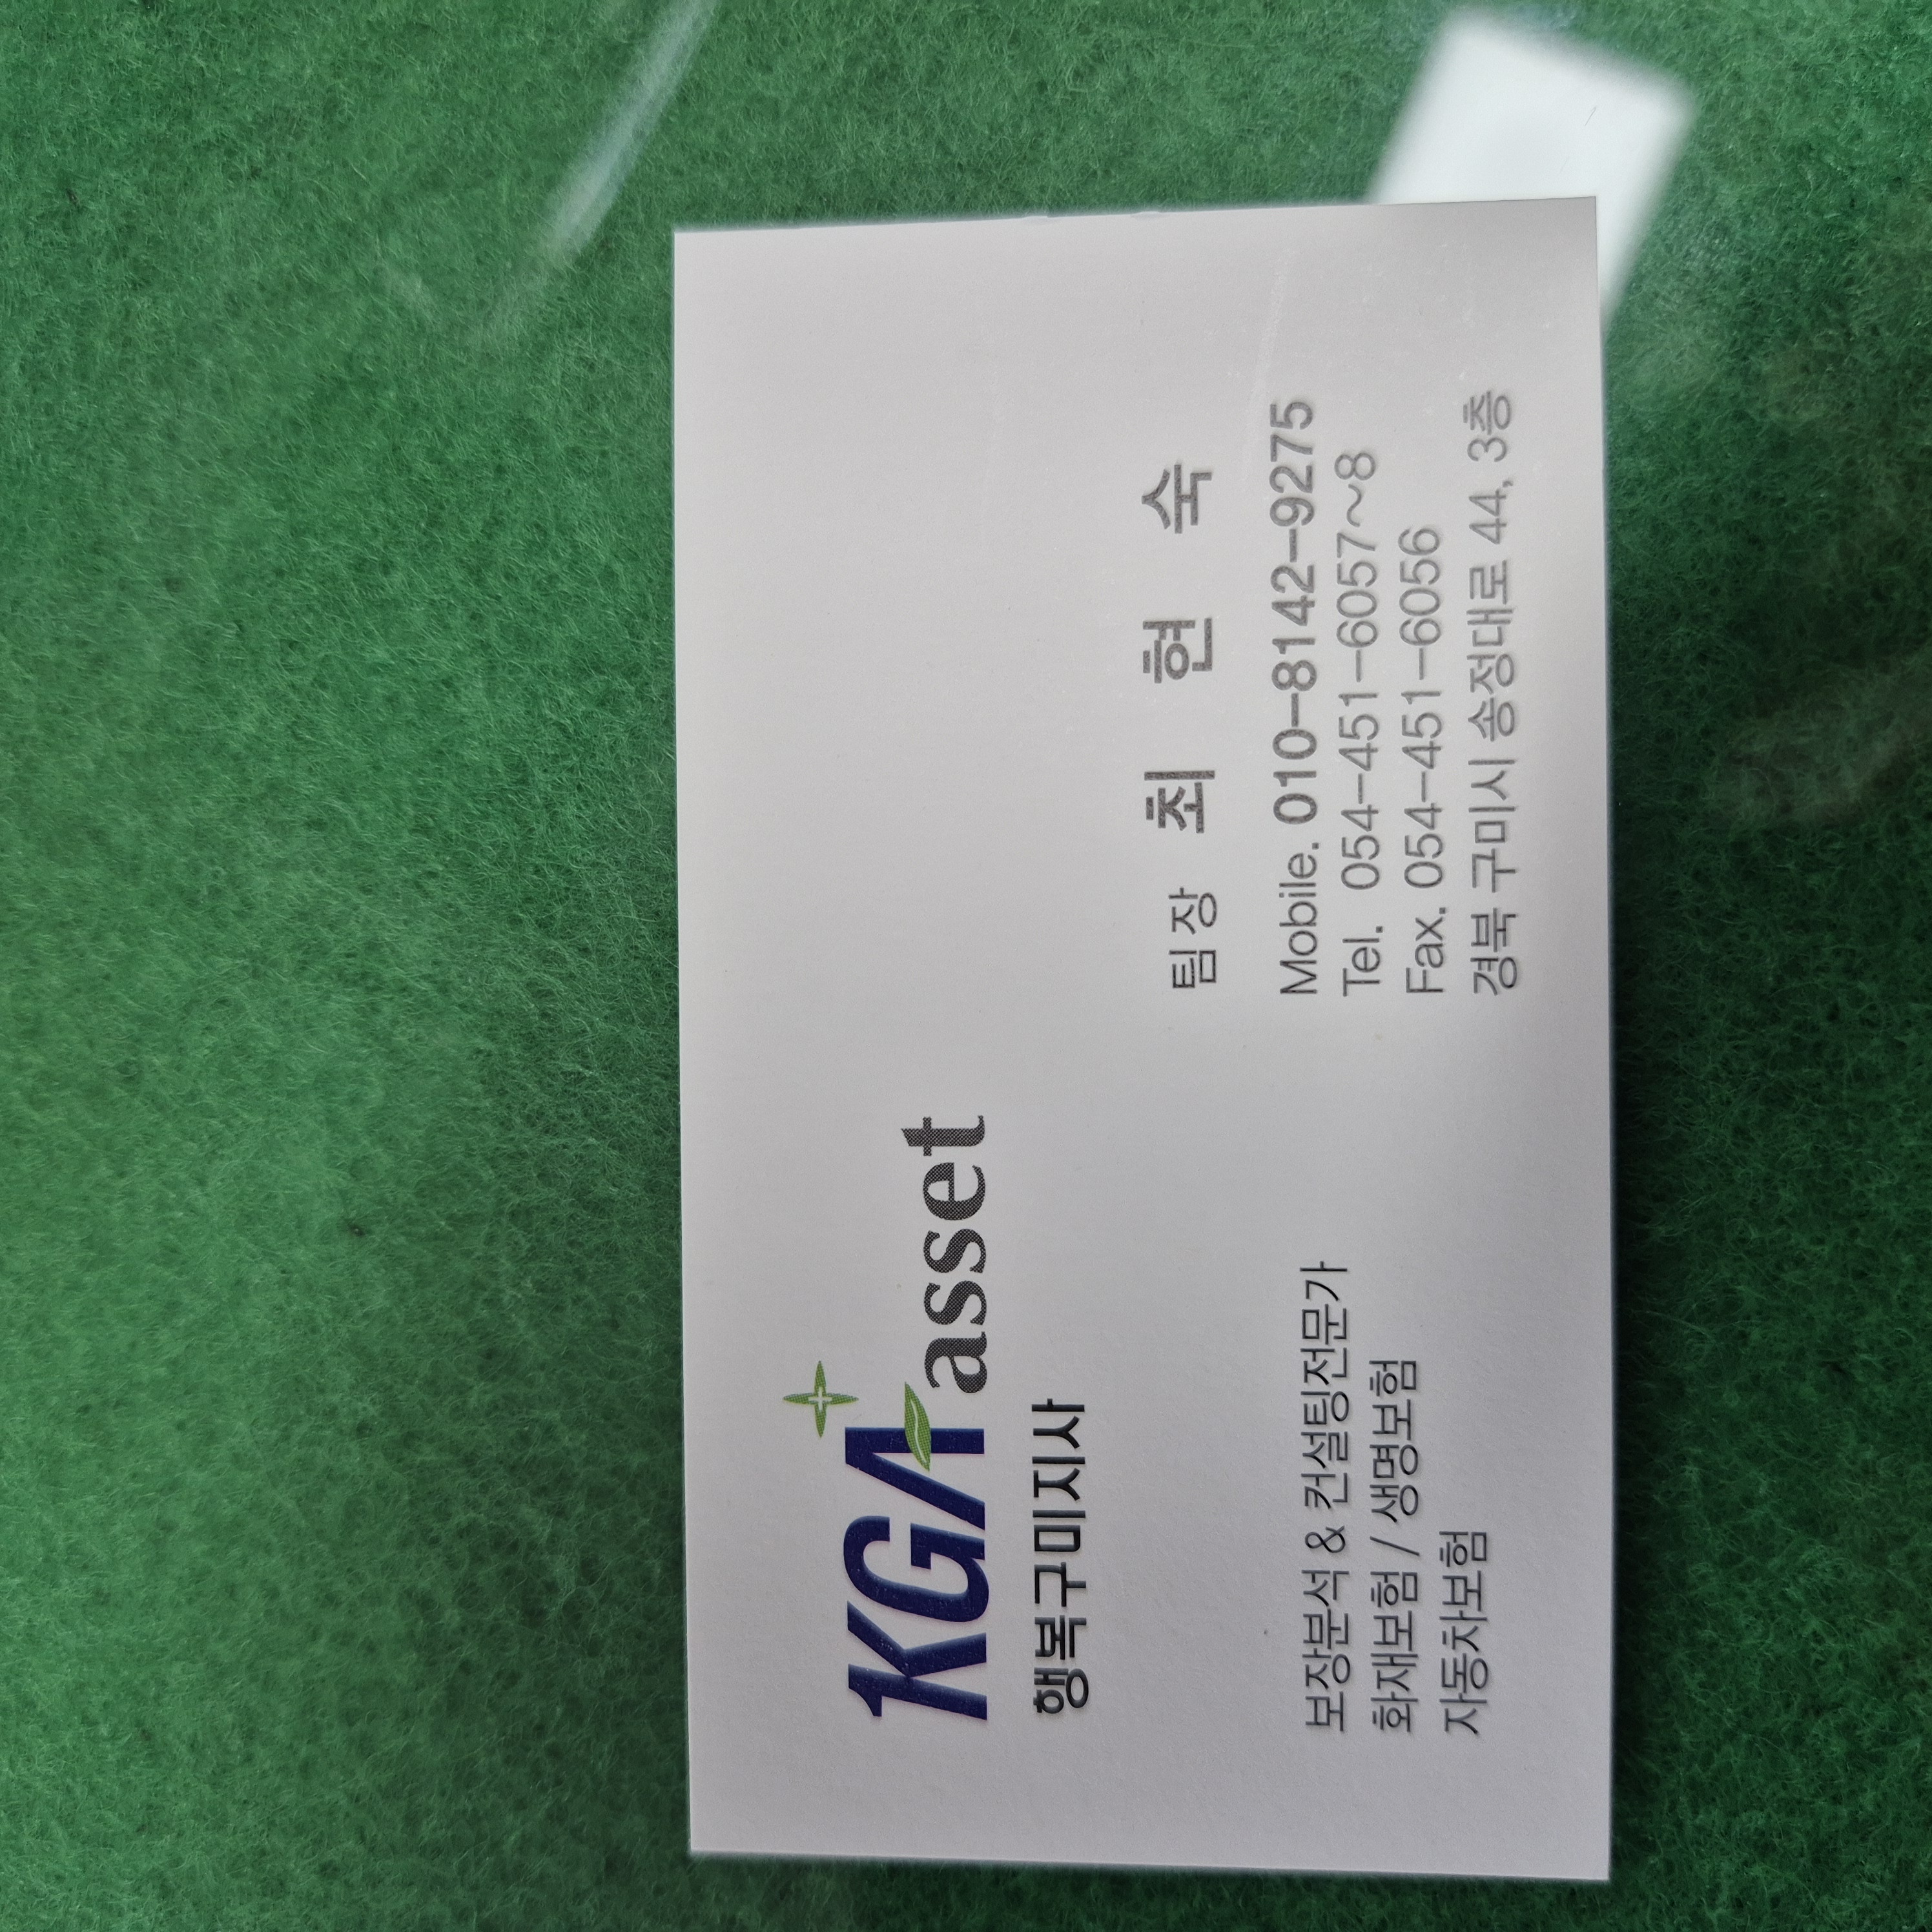 KGA asset
행복구미지사
팀장 최현숙
Mobile. 010-8142-9275
Tel. 054-451-6057~8
Fax. 054-451-6056
경북 구미시 송정대로 44, 3층
보장분석 & 컨설팅전문가
화재보험 / 생명보험
자동차보험